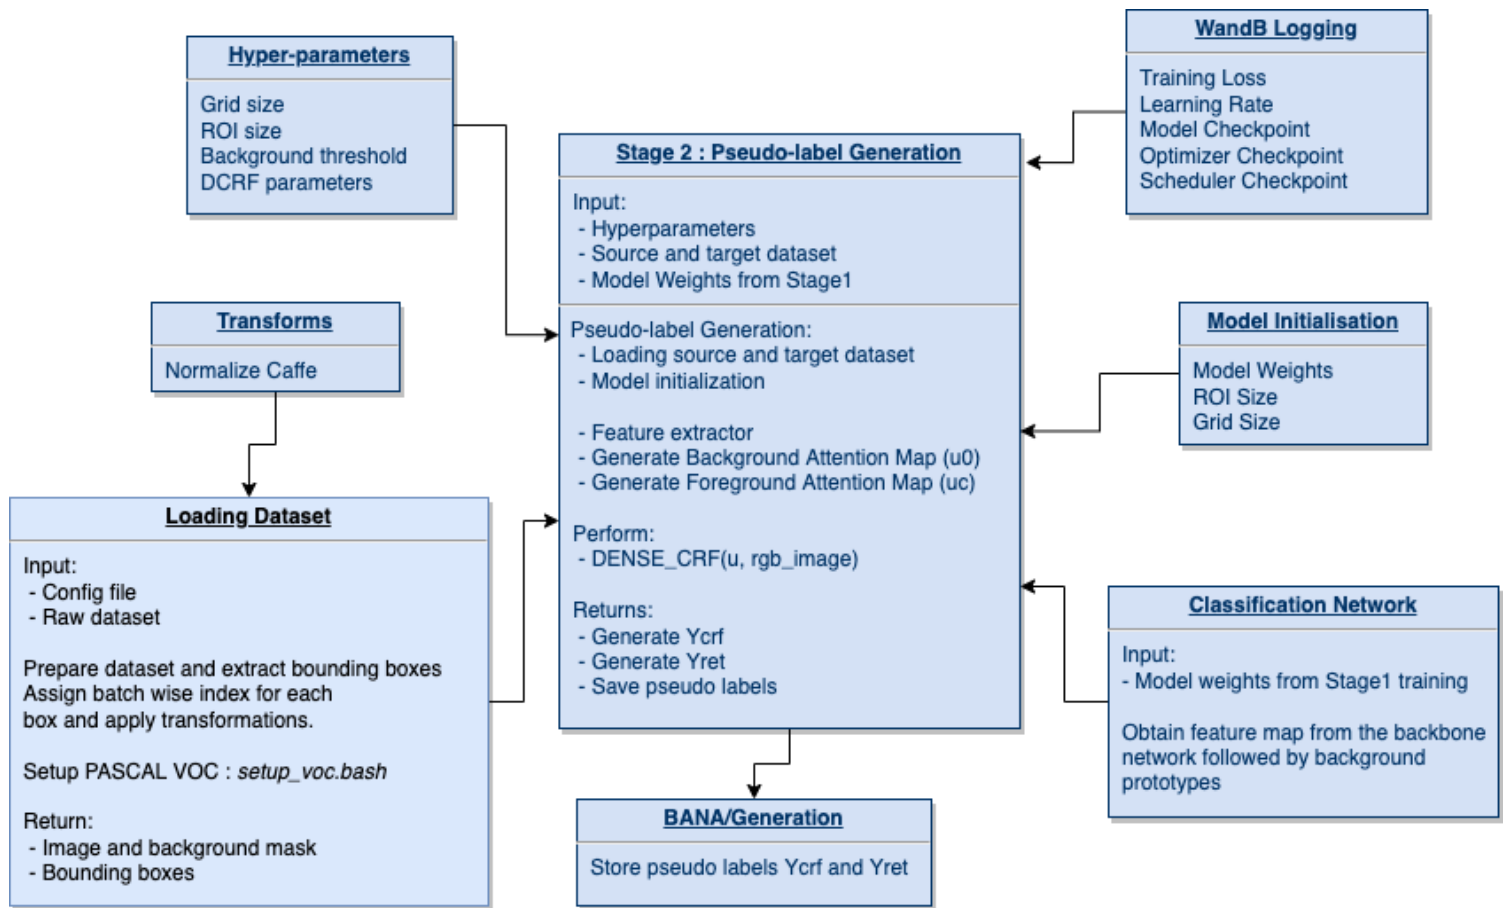 Hyper-parameters
Grid size
ROI size
Background threshold
DCRF parameters
WandB Logging
Training Loss
Learning Rate
Model Checkpoint
Optimizer Checkpoint
Scheduler Checkpoint
Stage 2 : Pseudo-label Generation
Input:
- Hyperparameters
- Source and target dataset
- Model Weights from Stage1
Pseudo-label Generation:
- Loading source and target dataset
- Model initialization
- Feature extractor
- Generate Background Attention Map (u0)
- Generate Foreground Attention Map (uc)
Perform:
- DENSE_CRF(u, rgb_image)
Returns:
- Generate Ycrf
- Generate Yret
- Save pseudo labels
Transforms
Normalize Caffe
Model Initialisation
Model Weights
ROI Size
Grid Size
Loading Dataset
Input:
- Config file
- Raw dataset
Prepare dataset and extract bounding boxes
Assign batch wise index for each
box and apply transformations.
Setup PASCAL VOC : setup_voc.bash
Return:
- Image and background mask
- Bounding boxes
Classification Network
Input:
- Model weights from Stage1 training
Obtain feature map from the backbone
network followed by background
prototypes
BANA/Generation
Store pseudo labels Ycrf and Yret